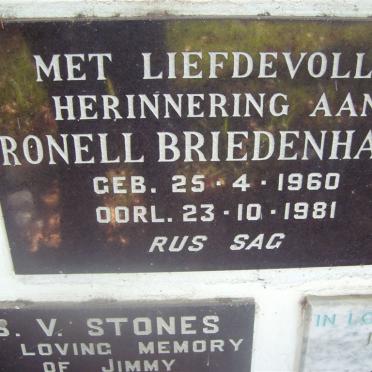 MET LIEFDEVOLL
HERINNERING AAN
RONELL BRIEDENHA
GEB. 25·4·1960
OORL. 23·10·1981
RUS SAG
S. V. STONES
LOVING MEMORY
OF JIMMY
IN LO